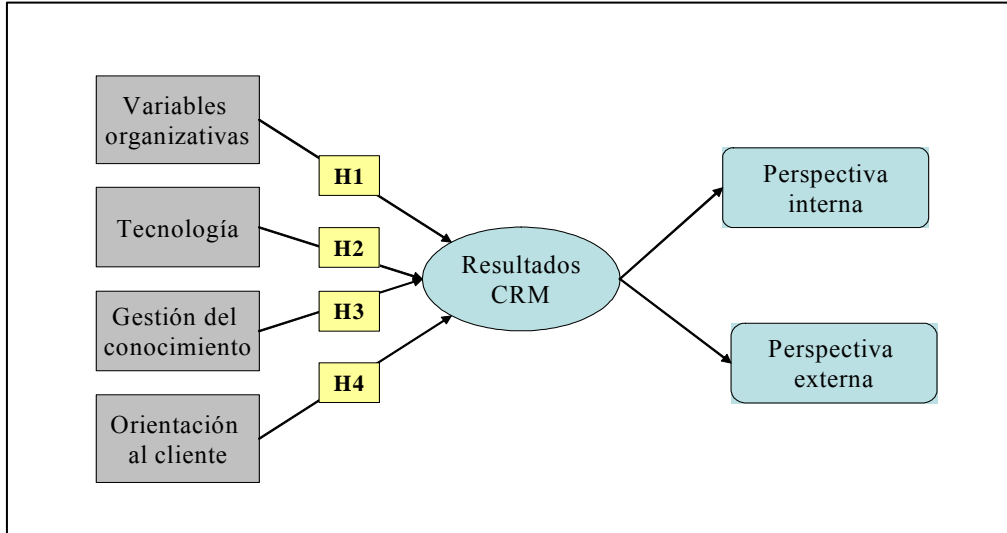 Variables
organizativas
H1
Tecnología
H2
Gestión del
conocimiento
H3
Orientación
al cliente
H4
Resultados
CRM
Perspectiva
interna
Perspectiva
externa